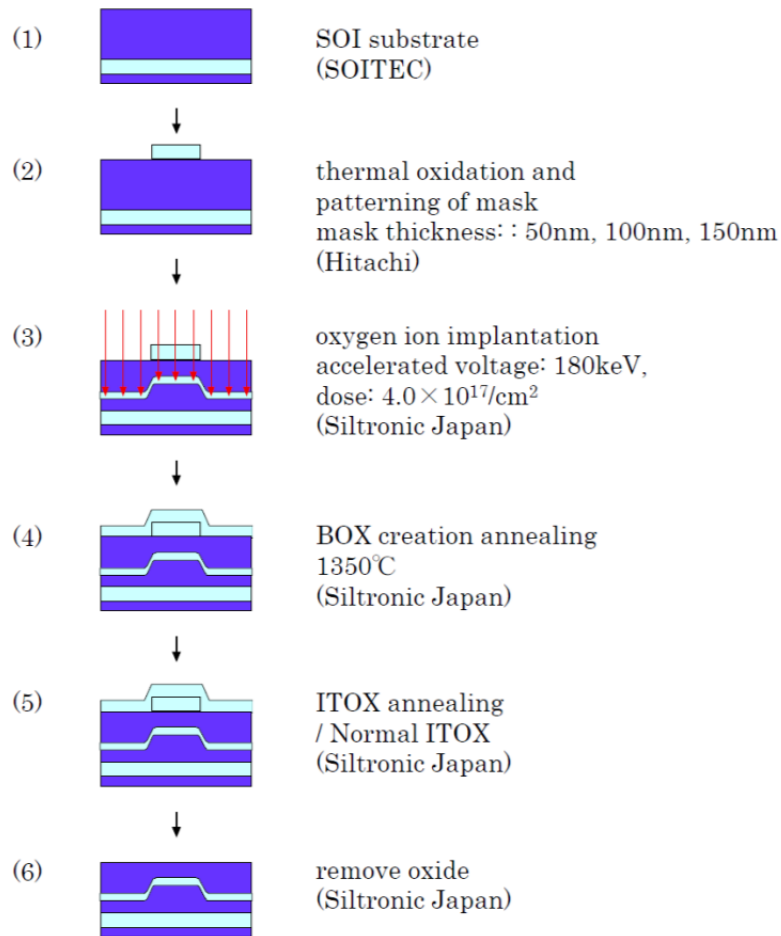 (1)
SOI substrate
(SOITEC)
(2)
thermal oxidation and
patterning of mask
mask thickness: : 50nm, 100nm, 150nm
(Hitachi)
(3)
oxygen ion implantation
accelerated voltage: 180keV,
dose: 4.0×10¹⁷/cm²
(Siltronic Japan)
(4)
BOX creation annealing
1350℃
(Siltronic Japan)
(5)
ITOX annealing
/ Normal ITOX
(Siltronic Japan)
(6)
remove oxide
(Siltronic Japan)